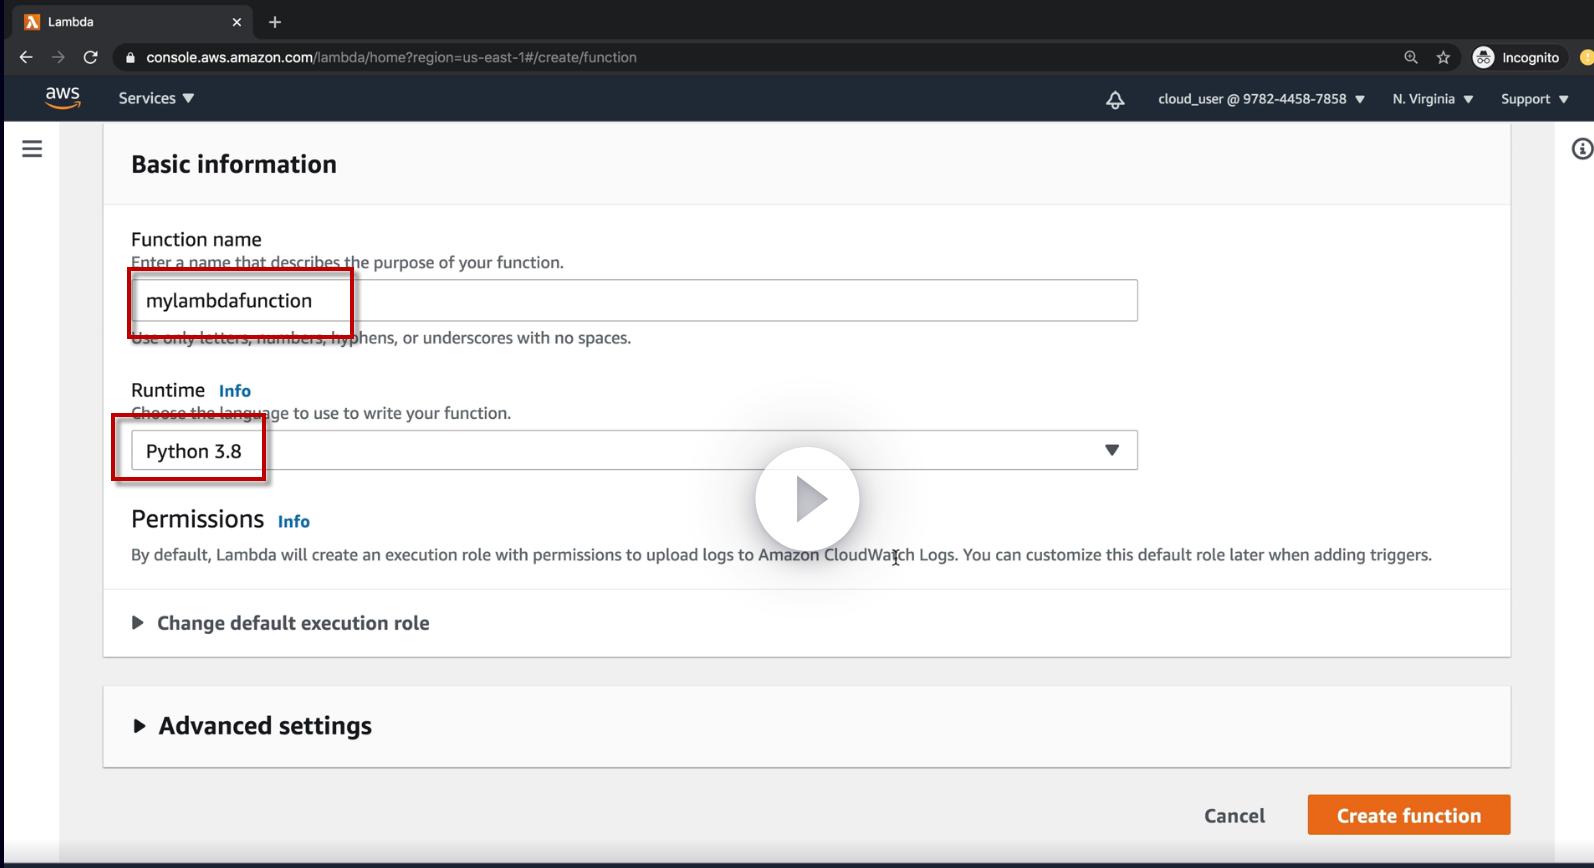 Lambda
console.aws.amazon.com/lambda/home?region=us-east-1#/create/function
Incognito
aws
Services
cloud_user @ 9782-4458-7858
N. Virginia
Support
Basic information
Function name
Enter a name that describes the purpose of your function.
mylambdafunction
Use only letters, numbers, hyphens, or underscores with no spaces.
Runtime Info
Choose the language to use to write your function.
Python 3.8
Permissions Info
By default, Lambda will create an execution role with permissions to upload logs to Amazon CloudWatch Logs. You can customize this default role later when adding triggers.
Change default execution role
Advanced settings
Cancel
Create function